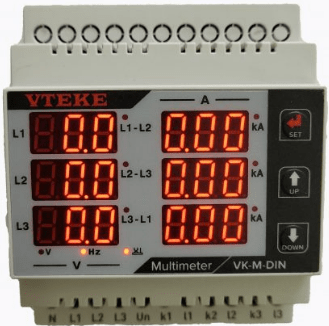 VTEKE
A
L1 0.0 L1-L2 0.00 kA
SET
L2 0.0 L2-L3 0.00 kA
UP
L3 0.0 L3-L1 0.00 kA
DOWN
V Hz
V
Multimeter VK-M-DIN
N L1 L2 L3 Un k1 l1 k2 l2 k3 l3